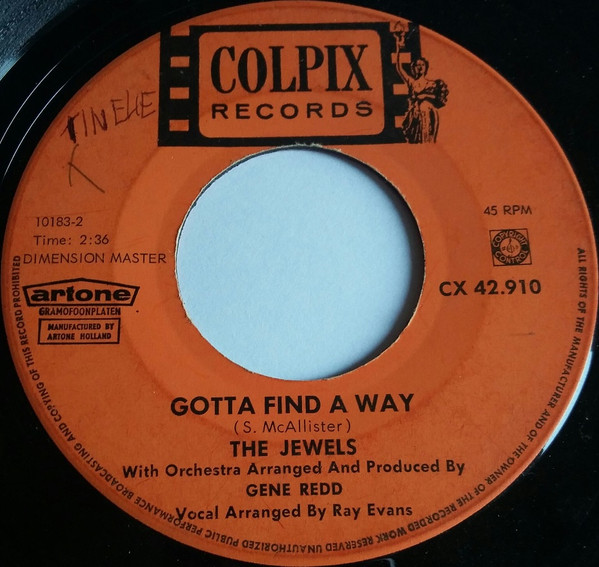 COLPIX
RECORDS
TINEKE
10183-2
Time: 2:36
DIMENSION MASTER
45 RPM
COPYRIGHT
CONTROL
CX 42.910
artone
GRAMOFOONPLATEN
MANUFACTURED BY
ARTONE HOLLAND
GOTTA FIND A WAY
(S. McAllister)
THE JEWELS
With Orchestra Arranged And Produced By
GENE REDD
Vocal Arranged By Ray Evans
ALL RIGHTS OF THE MANUFACTURER AND OF THE OWNER OF THE RECORDED WORK RESERVED UNAUTHORIZED PUBLIC PERFORMANCE BROADCASTING AND COPYING OF THIS RECORD PROHIBITED